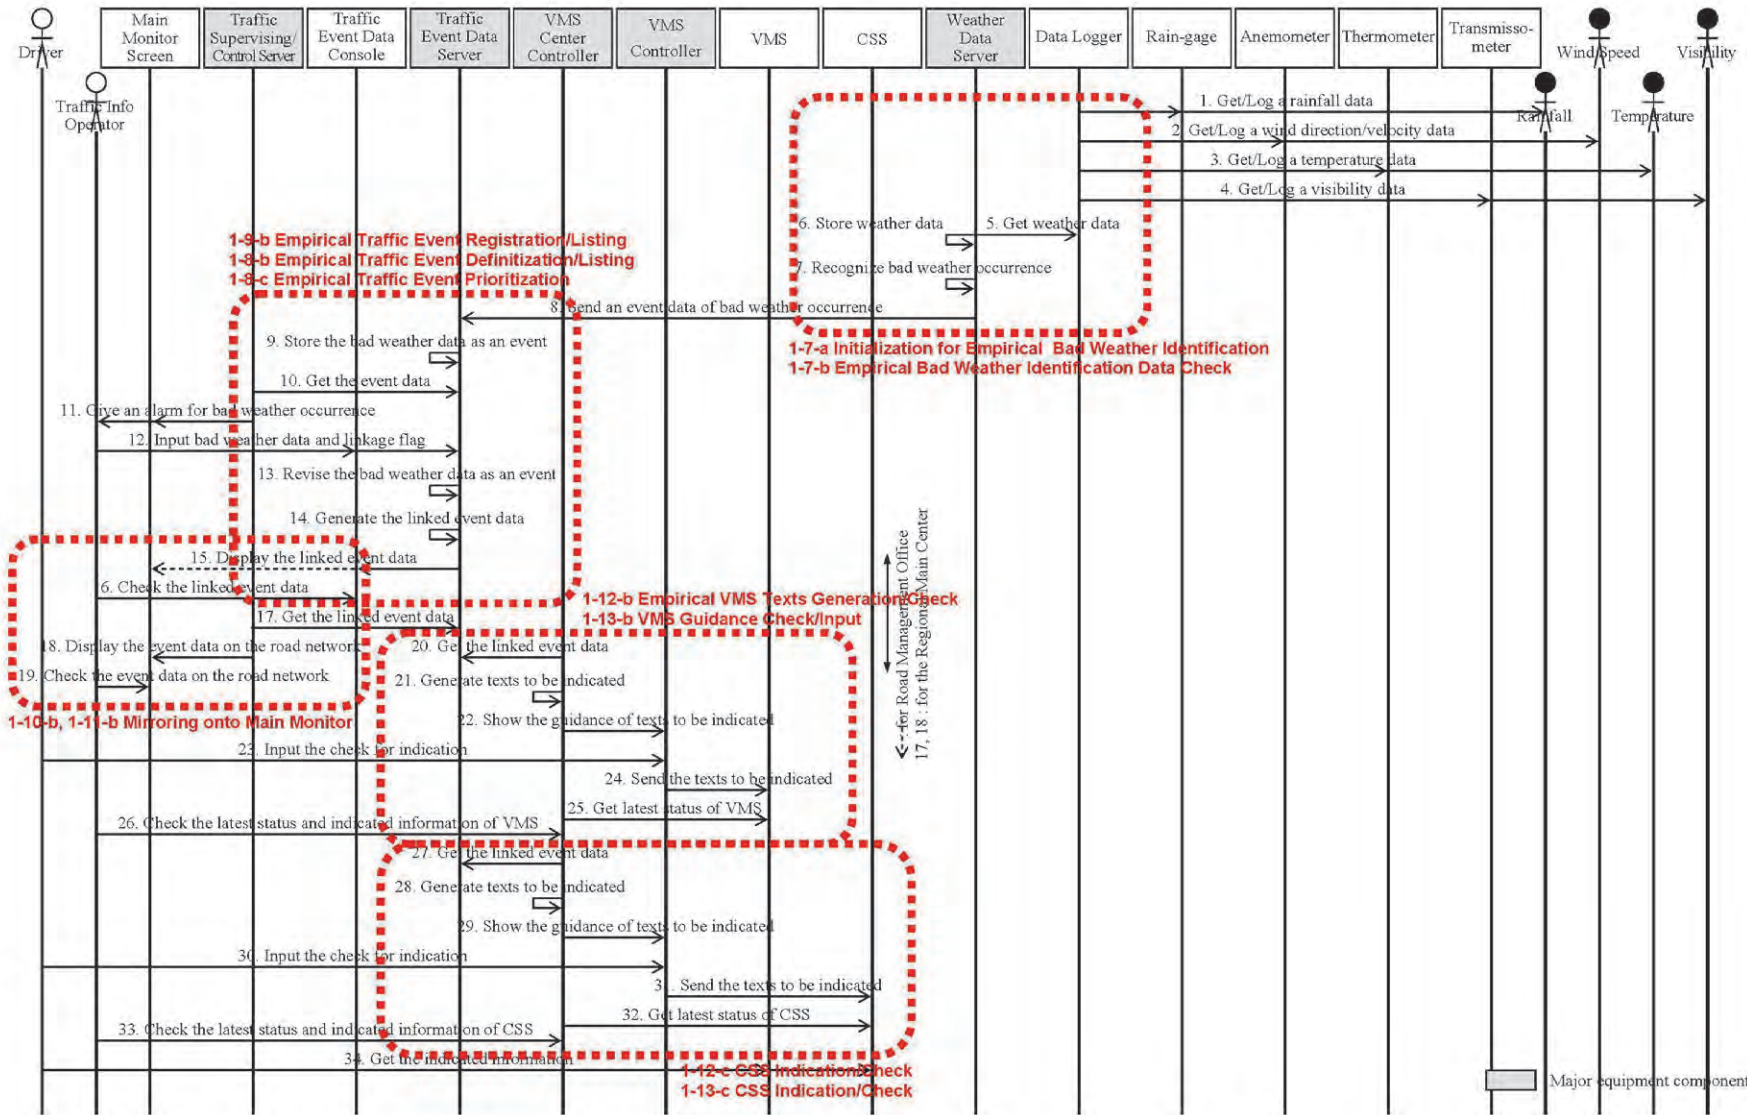 Driver
Main
Monitor
Screen
Traffic
Supervising/
Control Server
Traffic
Event Data
Console
Traffic
Event Data
Server
VMS
Center
Controller
VMS
Controller
VMS
CSS
Weather
Data
Server
Data Logger
Rain-gage
Anemometer
Thermometer
Transmisso-
meter
Wind Speed
Visibility
Traffic Info
Operator
Rainfall
Temperature
1. Get/Log a rainfall data
2. Get/Log a wind direction/velocity data
3. Get/Log a temperature data
4. Get/Log a visibility data
6. Store weather data
5. Get weather data
7. Recognize bad weather occurrence
1-9-b Empirical Traffic Event Registration/Listing
1-8-b Empirical Traffic Event Definitization/Listing
1-8-c Empirical Traffic Event Prioritization
8. Send an event data of bad weather occurrence
1-7-a Initialization for Empirical Bad Weather Identification
1-7-b Empirical Bad Weather Identification Data Check
9. Store the bad weather data as an event
10. Get the event data
11. Give an alarm for bad weather occurrence
12. Input bad weather data and linkage flag
13. Revise the bad weather data as an event
14. Generate the linked event data
15. Display the linked event data
6. Check the linked event data
17. Get the linked event data
18. Display the event data on the road network
19. Check the event data on the road network
1-10-b, 1-11-b Mirroring onto Main Monitor
1-12-b Empirical VMS Texts Generation/Check
1-13-b VMS Guidance Check/Input
for Road Management Office
17, 18 : for the Regional Main Center
20. Get the linked event data
21. Generate texts to be indicated
22. Show the guidance of texts to be indicated
23. Input the check for indication
24. Send the texts to be indicated
25. Get latest status of VMS
26. Check the latest status and indicated information of VMS
27. Get the linked event data
28. Generate texts to be indicated
29. Show the guidance of texts to be indicated
30. Input the check for indication
3 . Send the texts to be indicated
32. Get latest status of CSS
33. Check the latest status and indicated information of CSS
34. Get the indicated information
1-12-c CSS Indication/Check
1-13-c CSS Indication/Check
Major equipment component